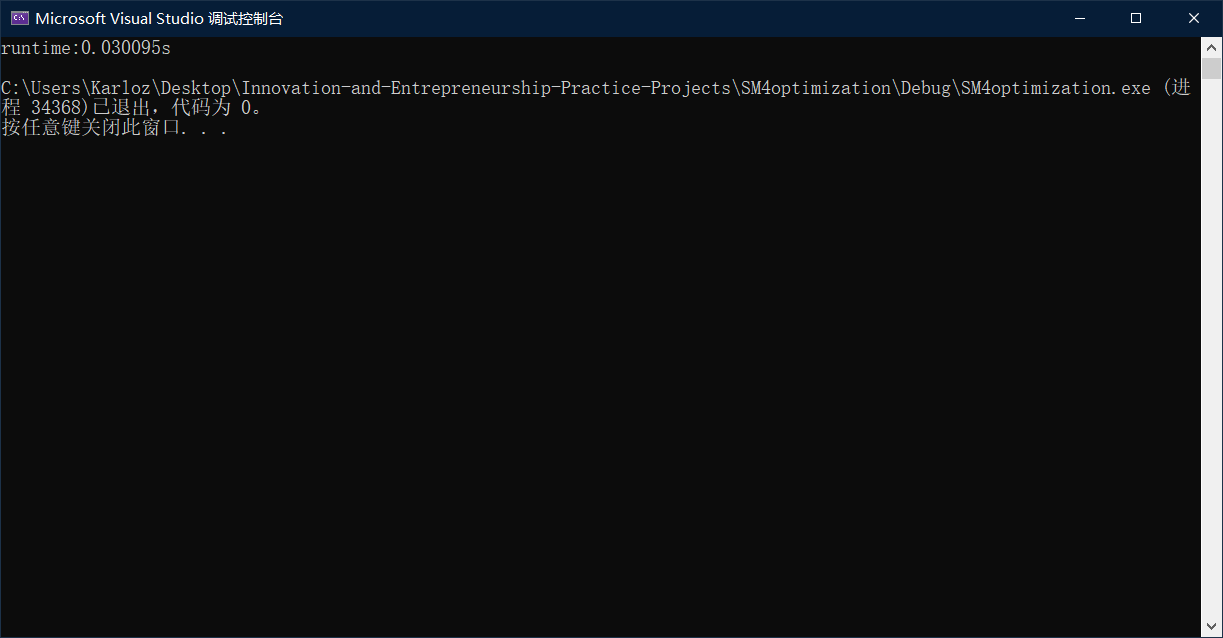 Microsoft Visual Studio 调试控制台
runtime:0.030095s
C:\Users\Karloz\Desktop\Innovation-and-Entrepreneurship-Practice-Projects\SM4optimization\Debug\SM4optimization.exe (进
程 34368)已退出，代码为 0。
按任意键关闭此窗口. . .